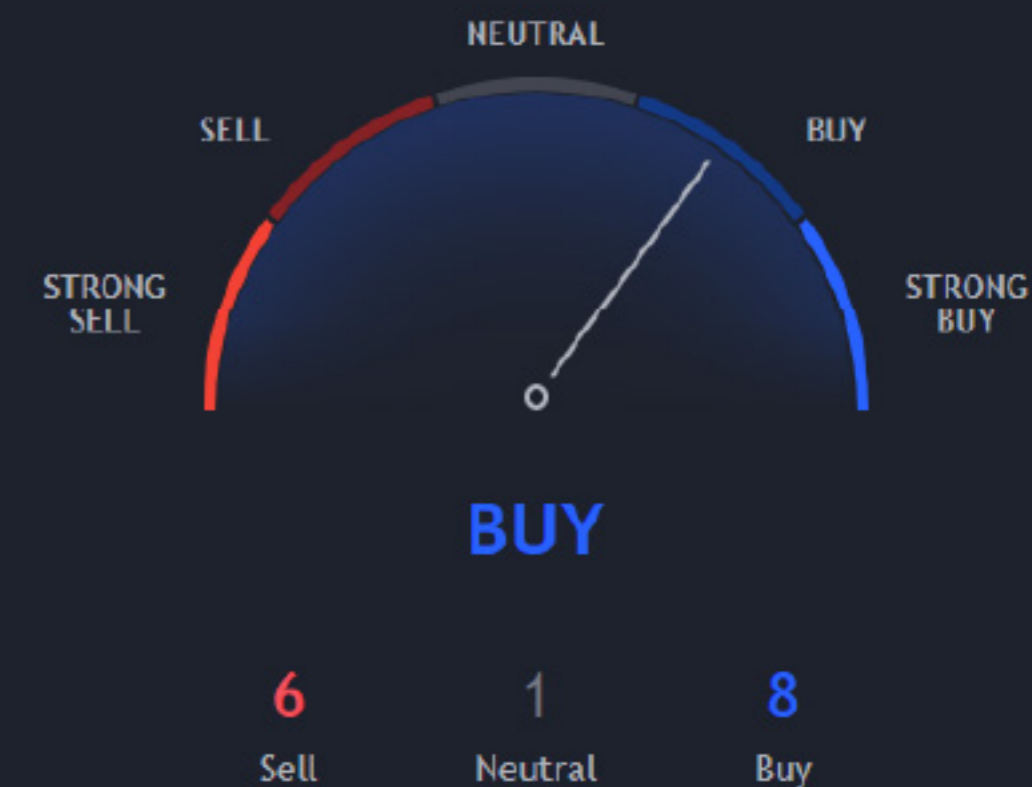 NEUTRAL
SELL
BUY
STRONG
SELL
STRONG
BUY
BUY
6
1
8
Sell
Neutral
Buy